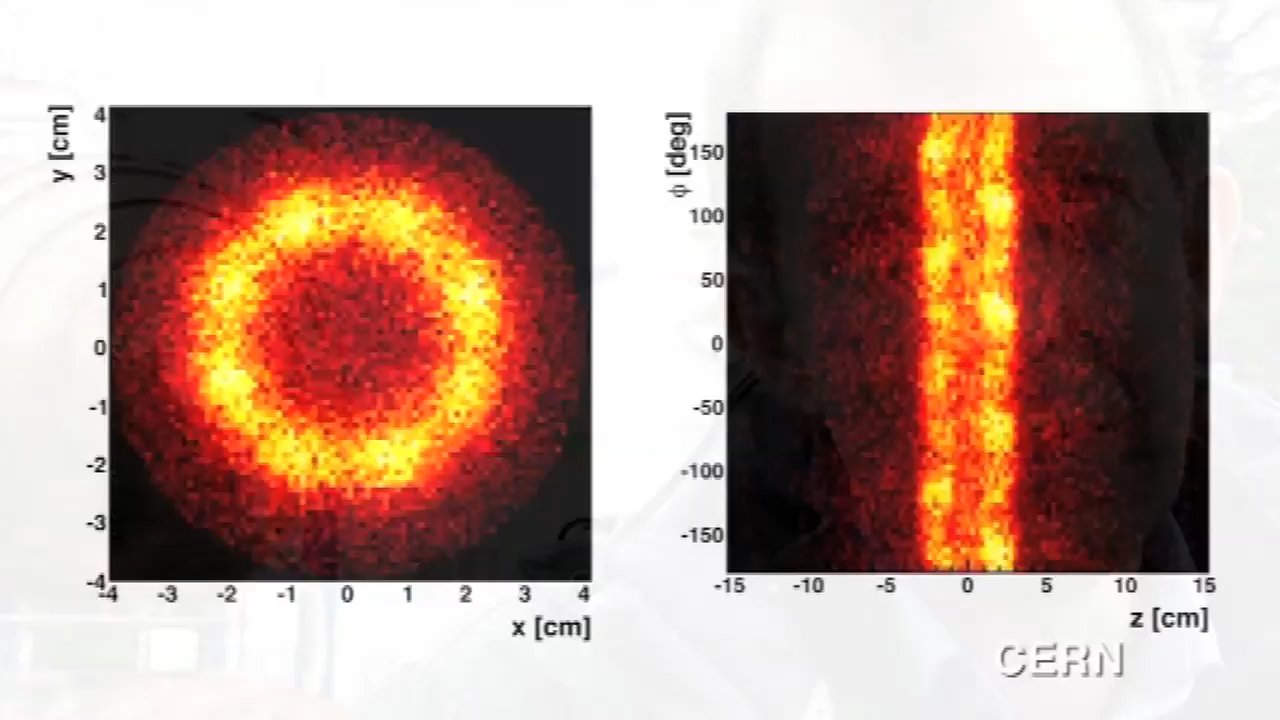 y [cm]
4
3
2
1
0
-1
-2
-3
-4
-4 -3 -2 -1 0 1 2 3 4
x [cm]
ϕ [deg]
150
100
50
0
-50
-100
-150
-15 -10 -5 0 5 10 15
z [cm]
CERN